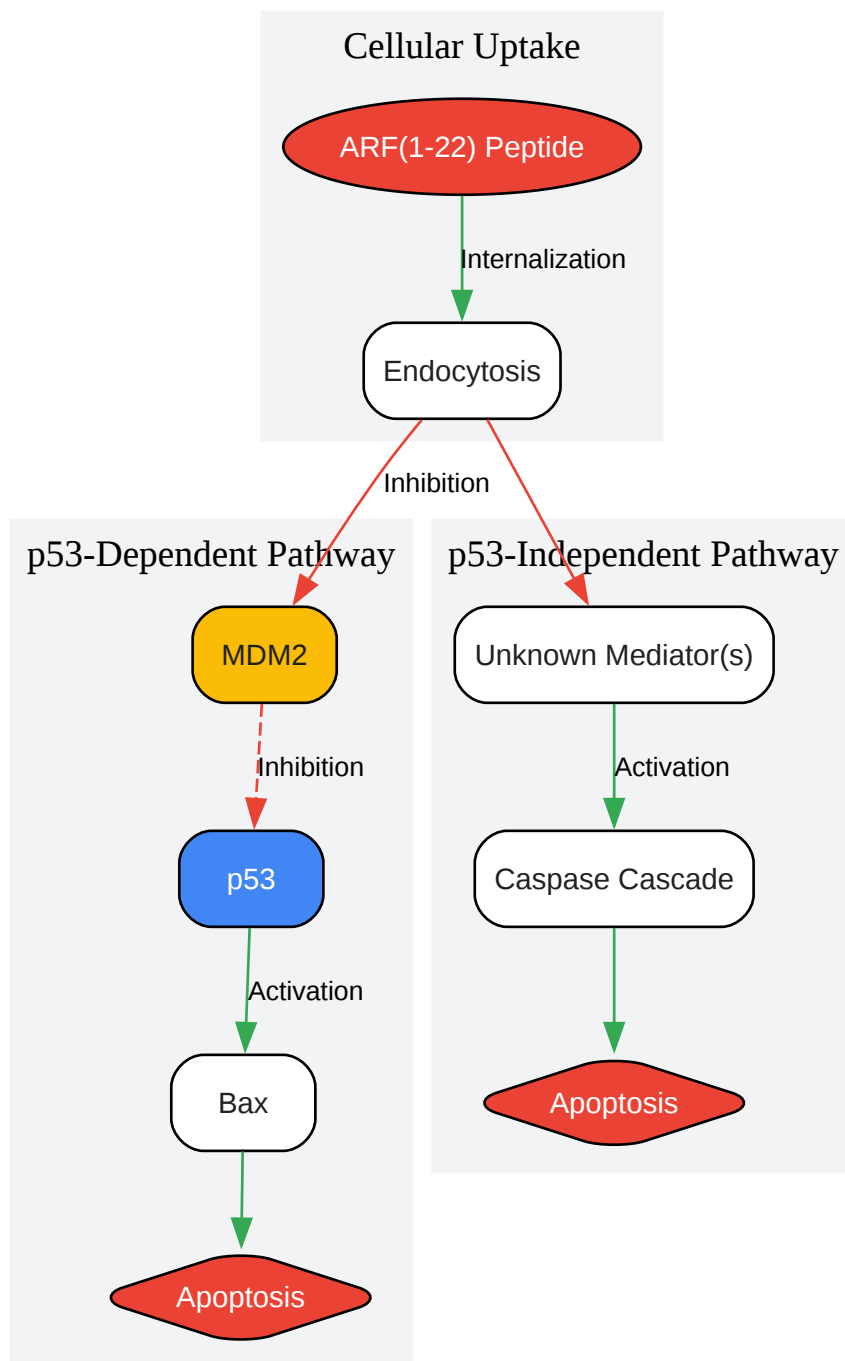 Cellular Uptake
ARF(1-22) Peptide
Internalization
Endocytosis
Inhibition
p53-Dependent Pathway
MDM2
Inhibition
p53
Activation
Bax
Apoptosis
p53-Independent Pathway
Unknown Mediator(s)
Activation
Caspase Cascade
Apoptosis